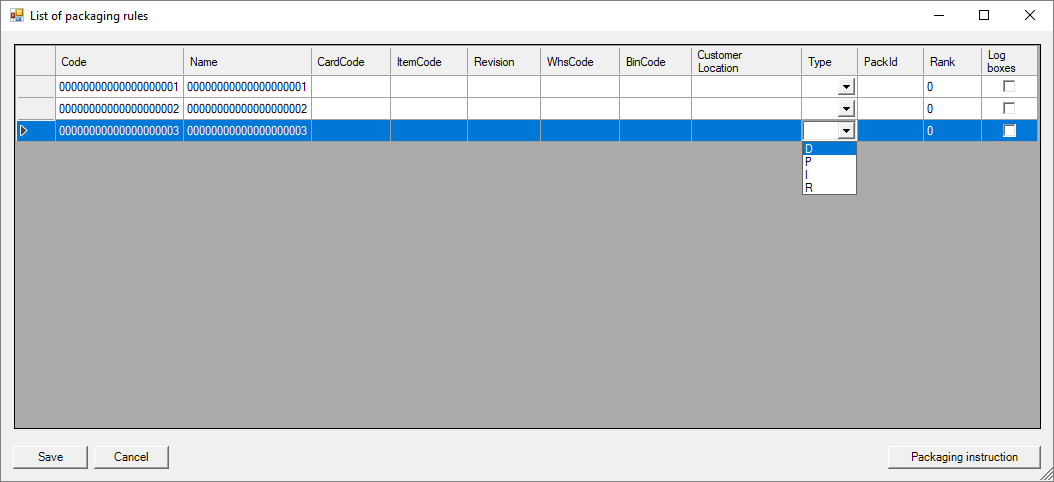 List of packaging rules
Code Name CardCode ItemCode Revision WhsCode BinCode Customer Location Type PackId Rank Log boxes
00000000000000000001 00000000000000000001 0
00000000000000000002 00000000000000000002 0
00000000000000000003 00000000000000000003 0
D
P
I
R
Save Cancel Packaging instruction